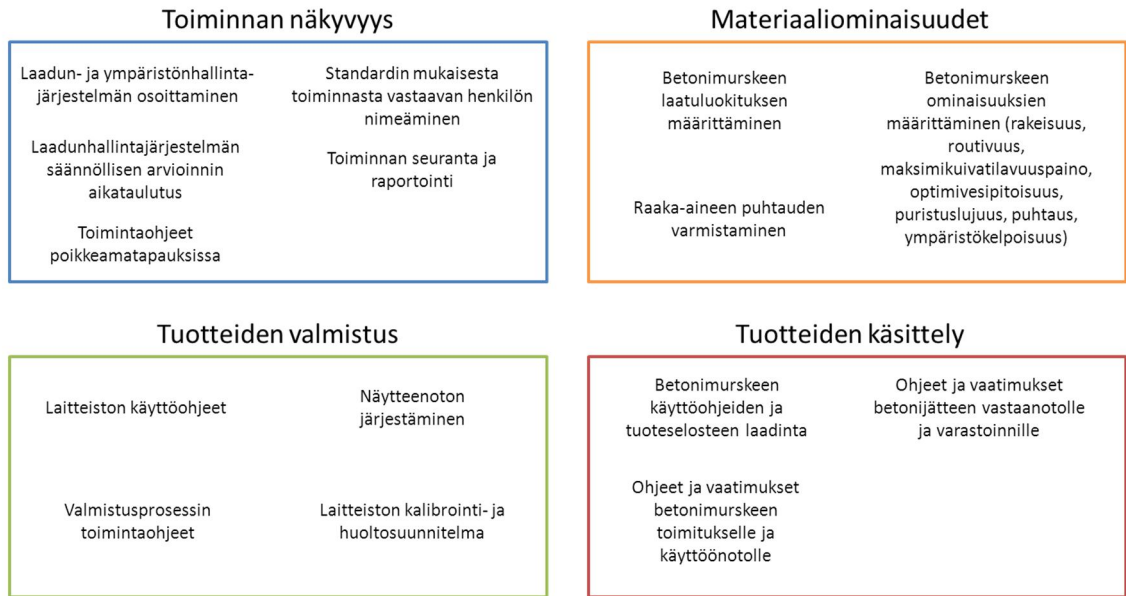 Toiminnan näkyvyys
Laadun- ja ympäristönhallinta-
järjestelmän osoittaminen
Standardin mukaisesta
toiminnasta vastaavan henkilön
nimeäminen
Laadunhallintajärjestelmän
säännöllisen arvioinnin
aikataulutus
Toiminnan seuranta ja
raportointi
Toimintaohjeet
poikkeamatapauksissa
Materiaaliominaisuudet
Betonimurskeen
laatuluokituksen
määrittäminen
Betonimurskeen
ominaisuuksien
määrittäminen (rakeisuus,
routivuus,
maksimikuivatilavuuspaino,
optimivesipitoisuus,
puristuslujuus, puhtaus,
ympäristökelpoisuus)
Raaka-aineen puhtauden
varmistaminen
Tuotteiden valmistus
Laitteiston käyttöohjeet
Näytteenoton
järjestäminen
Valmistusprosessin
toimintaohjeet
Laitteiston kalibrointi- ja
huoltosuunnitelma
Tuotteiden käsittely
Betonimurskeen
käyttöohjeiden ja
tuoteselosteen laadinta
Ohjeet ja vaatimukset
betonijätteen vastaanotolle
ja varastoinnille
Ohjeet ja vaatimukset
betonimurskeen
toimitukselle ja
käyttöönotolle